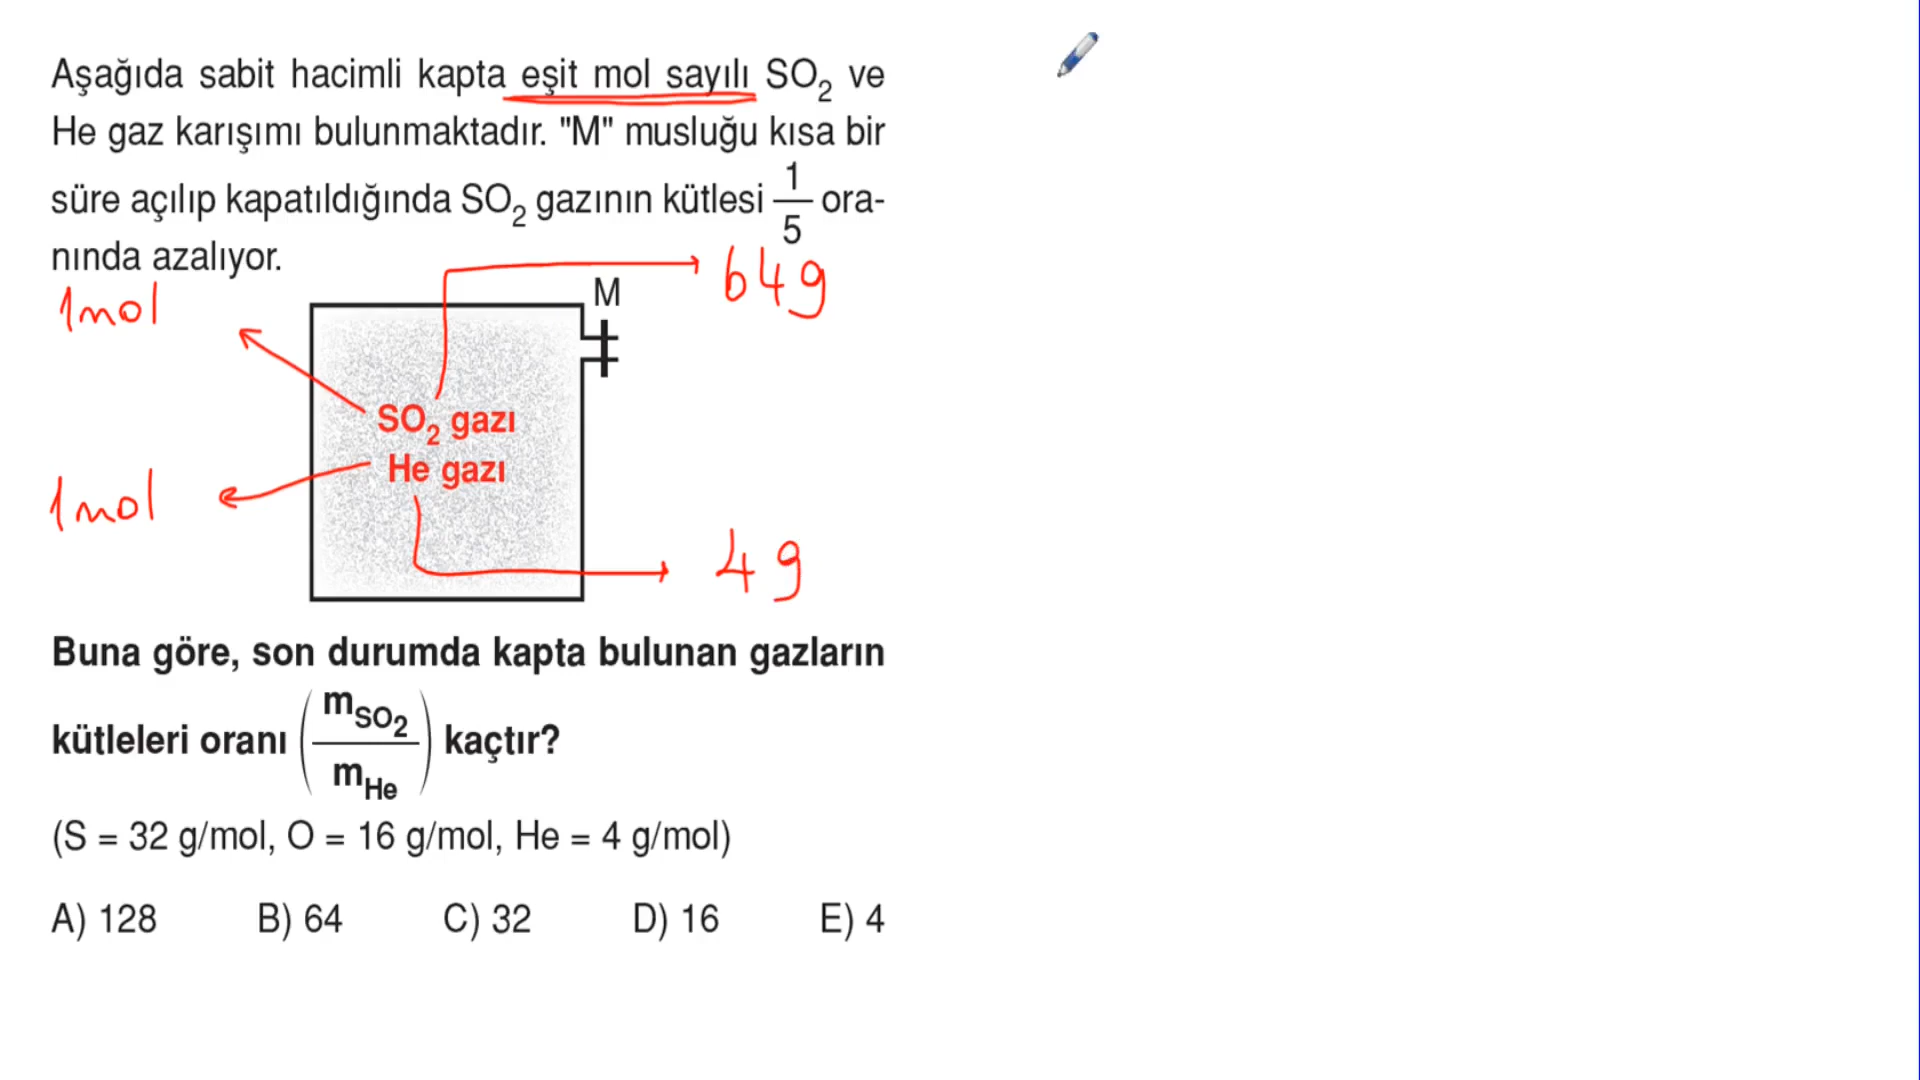 Aşağıda sabit hacimli kapta eşit mol sayılı SO₂ ve
He gaz karışımı bulunmaktadır. "M" musluğu kısa bir
süre açılıp kapatıldığında SO₂ gazının kütlesi 1/5 ora-
nında azalıyor.
64g
M
1mol
SO₂ gazı
He gazı
1mol
4g
Buna göre, son durumda kapta bulunan gazların
kütleleri oranı (mSO₂/mHe) kaçtır?
(S = 32 g/mol, O = 16 g/mol, He = 4 g/mol)
A) 128 B) 64 C) 32 D) 16 E) 4